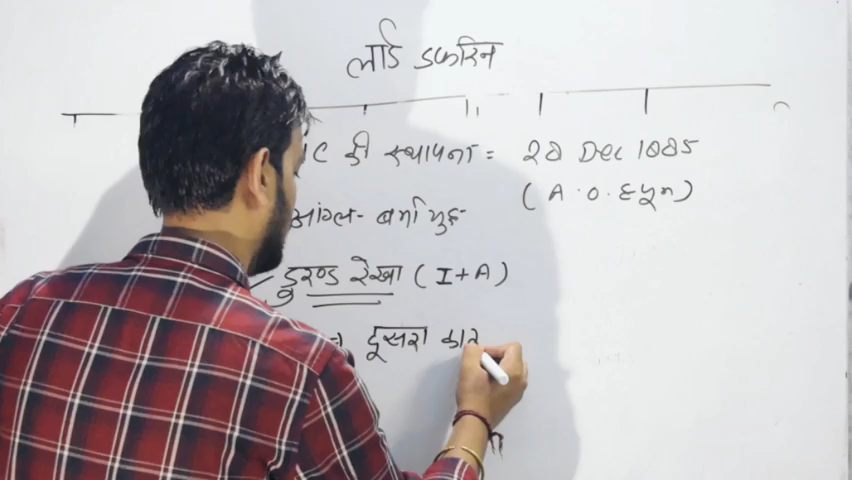 लार्ड डफरिन
C की स्थापना = 28 Dec 1885
(A.O. ह्यूम)
आंग्ल-बर्मा युद्ध
डुरण्ड रेखा (I+A)
दूसरा कार